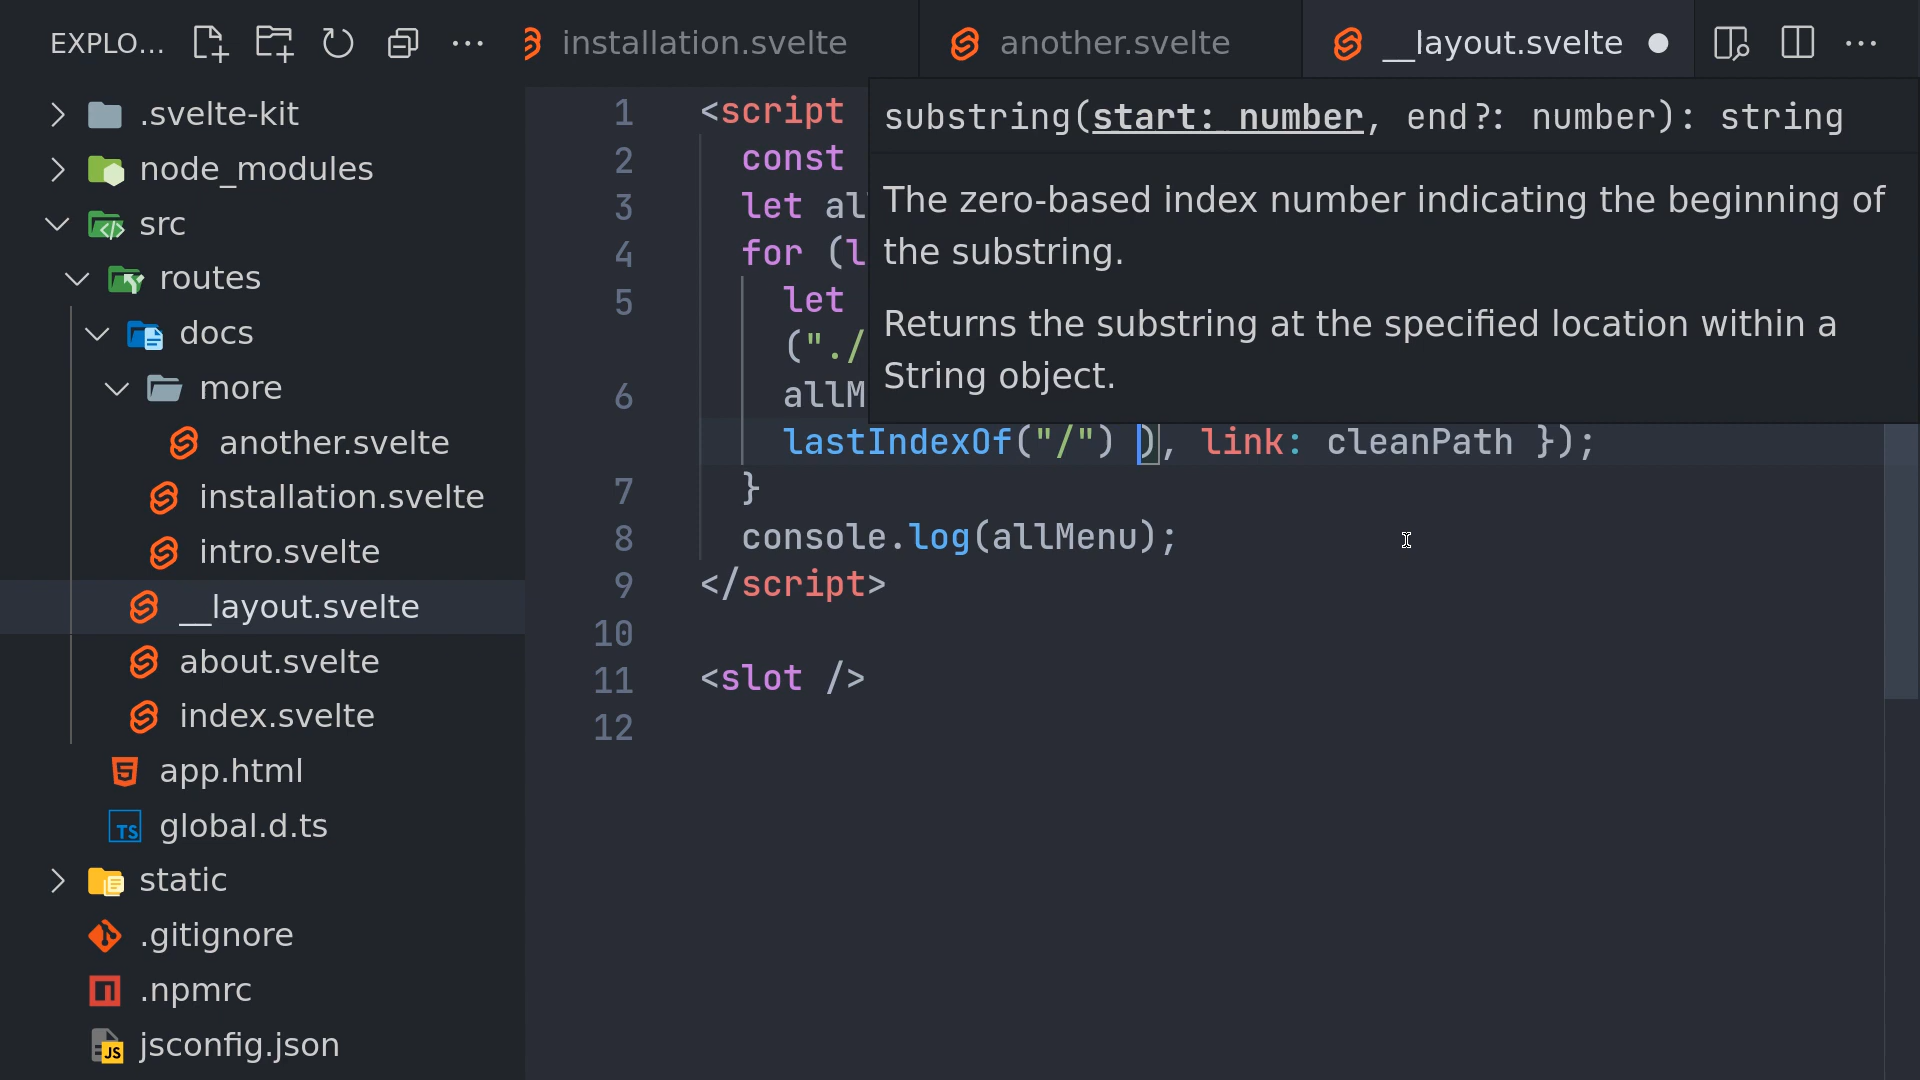 EXPLO...
installation.svelte
another.svelte
__layout.svelte
.svelte-kit
node_modules
src
routes
docs
more
another.svelte
installation.svelte
intro.svelte
__layout.svelte
about.svelte
index.svelte
app.html
TS global.d.ts
static
.gitignore
.npmrc
JS jsconfig.json
substring(start: number, end?: number): string
The zero-based index number indicating the beginning of
the substring.
Returns the substring at the specified location within a
String object.
1 <script
2 const
3 let al
4 for (l
5 let
("./
6 allM
lastIndexOf("/") ), link: cleanPath });
7 }
8 console.log(allMenu);
9 </script>
10
11 <slot />
12